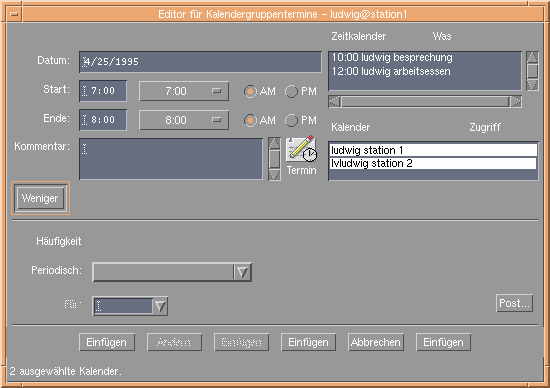 Editor für Kalendergruppentermine – ludwig@station1
Zeitkalender Was
Datum: 4/25/1995
10:00 ludwig besprechung
12:00 ludwig arbeitsessen
Start: 7:00 7:00 AM PM
Ende: 8:00 8:00 AM PM
Kalender Zugriff
Kommentar:
Termin
ludwig station 1
lvludwig station 2
Weniger
Häufigkeit
Periodisch:
Für:
Post...
Einfügen Ändern Einfügen Einfügen Abbrechen Einfügen
2 ausgewählte Kalender.